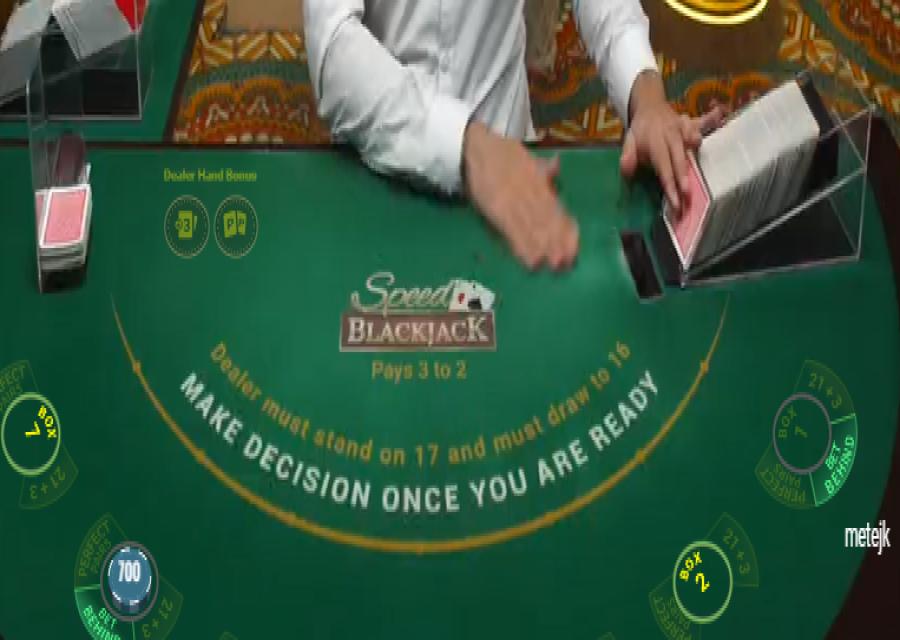 Dealer Hand Bonus
Speed
BLACKJACK
Pays 3 to 2
Dealer must stand on 17 and must draw to 16
MAKE DECISION ONCE YOU ARE READY
21+3
BOX
7
BET
BEHIND
PERFECT
PAIRS
metejk
21+3
BOX
2
PERFECT
700
BET
BEHIND
21+3
BOX
21+3